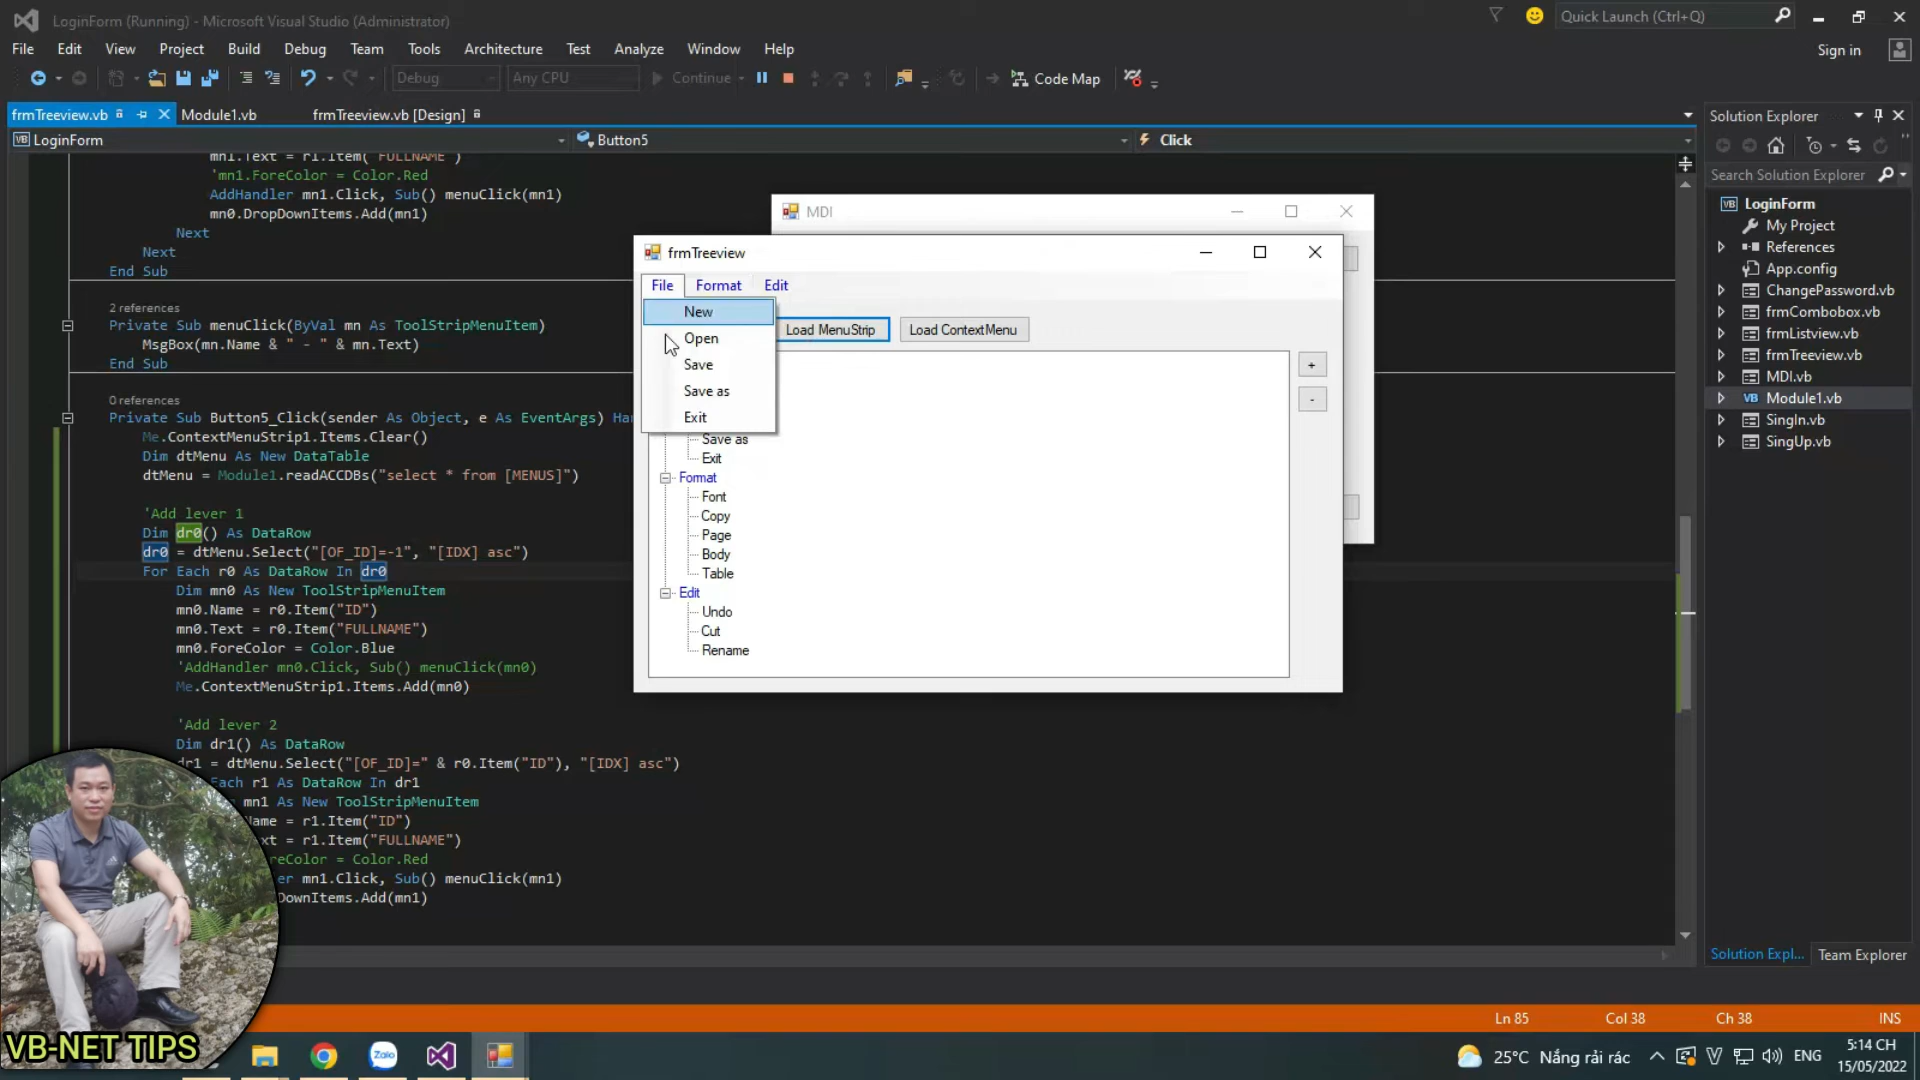 LoginForm (Running) - Microsoft Visual Studio (Administrator)
Quick Launch (Ctrl+Q)
File Edit View Project Build Debug Team Tools Architecture Test Analyze Window Help
Sign in
Debug Any CPU Continue Code Map
frmTreeview.vb Module1.vb frmTreeview.vb [Design]
LoginForm Button5 Click
mn1.Text = r1.Item("FULLNAME")
'mn1.ForeColor = Color.Red
AddHandler mn1.Click, Sub() menuClick(mn1)
mn0.DropDownItems.Add(mn1)
Next
Next
End Sub
2 references
Private Sub menuClick(ByVal mn As ToolStripMenuItem)
MsgBox(mn.Name & " - " & mn.Text)
End Sub
0 references
Private Sub Button5_Click(sender As Object, e As EventArgs)
Me.ContextMenuStrip1.Items.Clear()
Dim dtMenu As New DataTable
dtMenu = Module1.readACCDBs("select * from [MENUS]")
'Add lever 1
Dim dr0() As DataRow
dr0 = dtMenu.Select("[OF_ID]=-1", "[IDX] asc")
For Each r0 As DataRow In dr0
Dim mn0 As New ToolStripMenuItem
mn0.Name = r0.Item("ID")
mn0.Text = r0.Item("FULLNAME")
mn0.ForeColor = Color.Blue
'AddHandler mn0.Click, Sub() menuClick(mn0)
Me.ContextMenuStrip1.Items.Add(mn0)
'Add lever 2
Dim dr1() As DataRow
dr1 = dtMenu.Select("[OF_ID]=" & r0.Item("ID"), "[IDX] asc")
Each r1 As DataRow In dr1
mn1 As New ToolStripMenuItem
Name = r1.Item("ID")
= r1.Item("FULLNAME")
= Color.Red
mn1.Click, Sub() menuClick(mn1)
DownItems.Add(mn1)
MDI
frmTreeview
File Format Edit
New
Open
Save
Save as
Exit
Load MenuStrip Load ContextMenu
+
-
Save as
Exit
Format
Font
Copy
Page
Body
Table
Edit
Undo
Cut
Rename
Solution Explorer
Search Solution Explorer
LoginForm
My Project
References
App.config
ChangePassword.vb
frmCombobox.vb
frmListview.vb
frmTreeview.vb
MDI.vb
Module1.vb
SingIn.vb
SingUp.vb
Solution Expl... Team Explorer
Ln 85 Col 38 Ch 38 INS
VB-NET TIPS
Zalo
25°C Nắng rải rác ENG
5:14 CH
15/05/2022